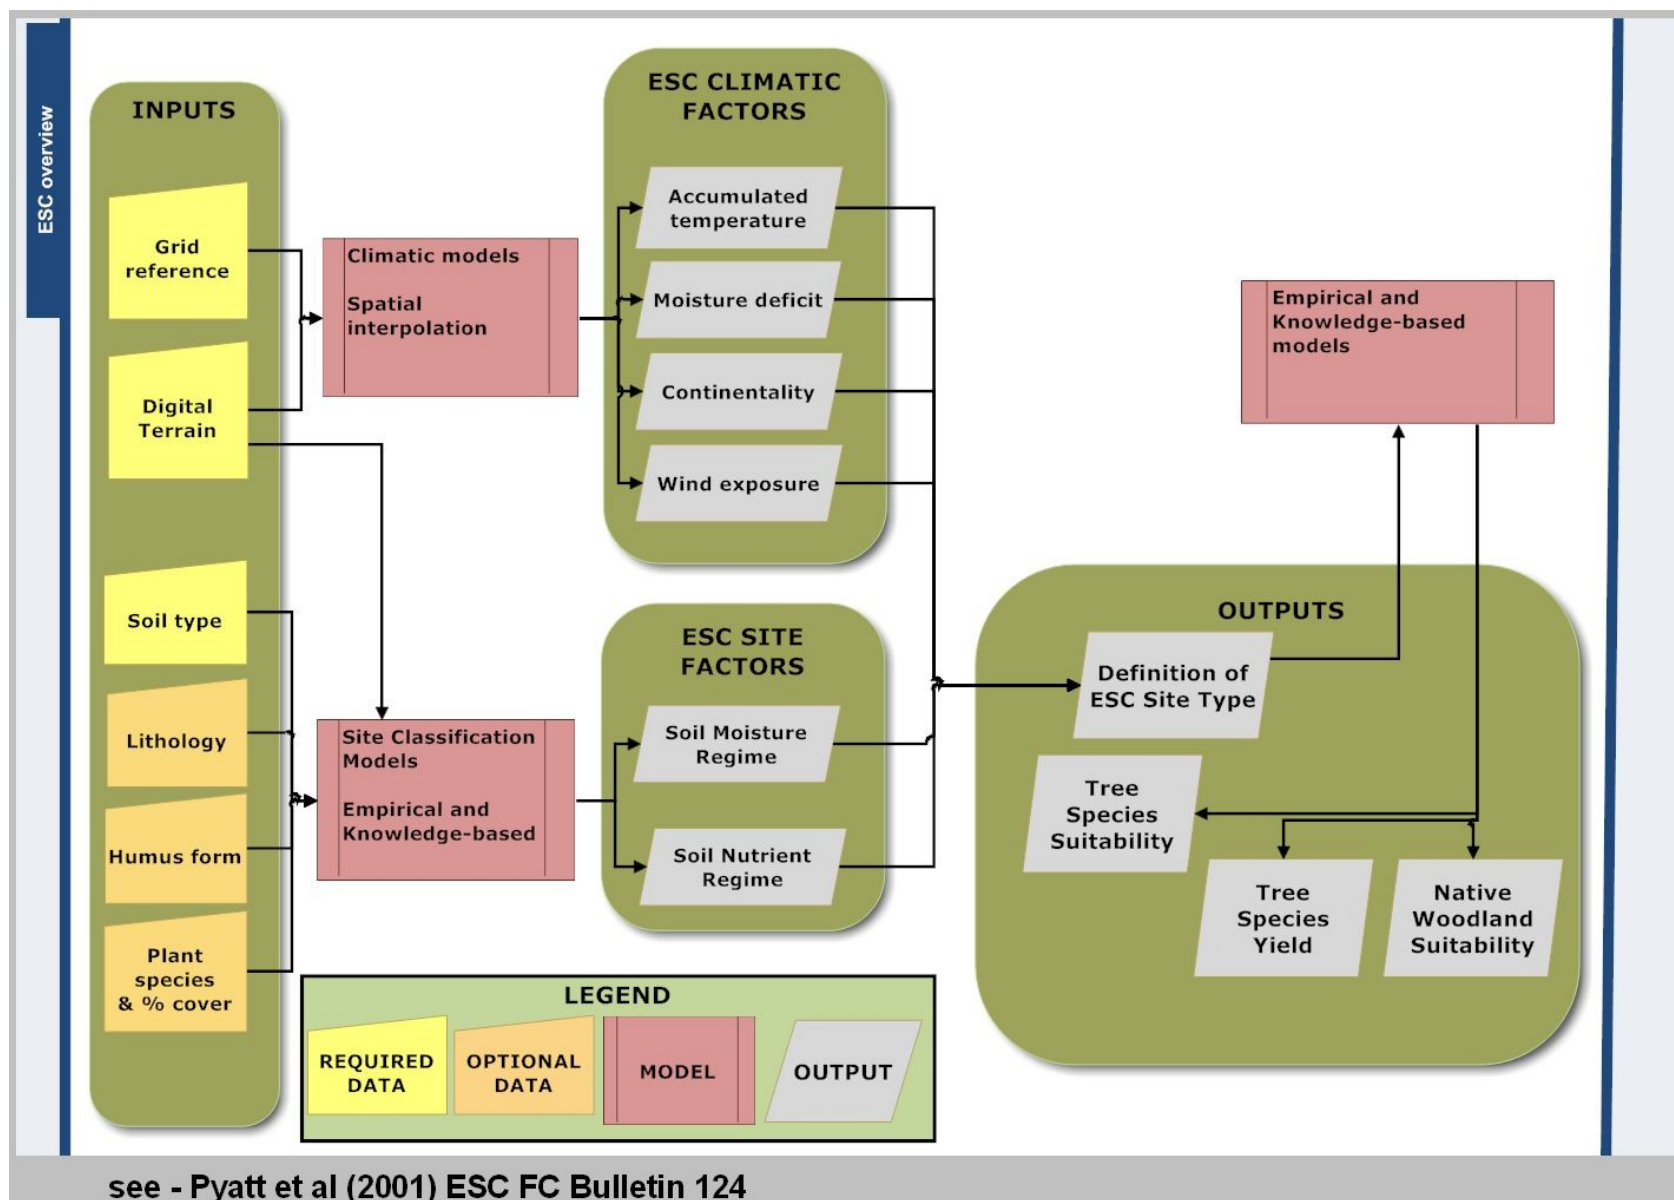 ESC overview
INPUTS
Grid
reference
Digital
Terrain
Soil type
Lithology
Humus form
Plant
species
& % cover
Climatic models
Spatial
interpolation
Site Classification
Models
Empirical and
Knowledge-based
ESC CLIMATIC
FACTORS
Accumulated
temperature
Moisture deficit
Continentality
Wind exposure
ESC SITE
FACTORS
Soil Moisture
Regime
Soil Nutrient
Regime
Empirical and
Knowledge-based
models
OUTPUTS
Definition of
ESC Site Type
Tree
Species
Suitability
Tree
Species
Yield
Native
Woodland
Suitability
LEGEND
REQUIRED
DATA
OPTIONAL
DATA
MODEL
OUTPUT
see - Pyatt et al (2001) ESC FC Bulletin 124